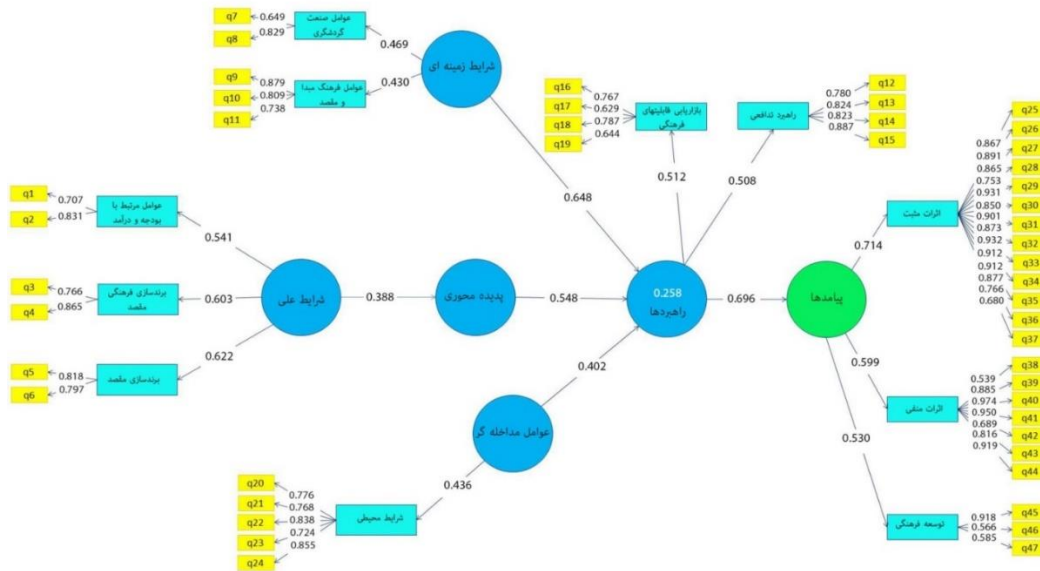 q7
q8
0.649
0.829
عوامل صنعت
گردشگری
0.469
q9
q10
q11
0.879
0.809
0.738
عوامل فرهنگ مبدا
و مقصد
0.430
شرایط زمینه ای
0.648
q16
q17
q18
q19
0.767
0.629
0.787
0.644
بازاریابی قابلیتهای
فرهنگی
0.512
راهبرد تدافعی
0.508
0.780
0.824
0.823
0.887
q12
q13
q14
q15
q1
q2
0.707
0.831
عوامل مرتبط با
بودجه و درآمد
0.541
q3
q4
0.766
0.865
برندسازی فرهنگی
مقصد
0.603
q5
q6
0.818
0.797
برندسازی مقصد
0.622
شرایط علی
0.388
پدیده محوری
0.548
0.258
راهبردها
0.696
پیامدها
0.402
عوامل مداخله گر
0.436
شرایط محیطی
q20
q21
q22
q23
q24
0.776
0.768
0.838
0.724
0.855
0.714
اثرات مثبت
0.867
0.891
0.865
0.753
0.931
0.850
0.901
0.873
0.932
0.912
0.912
0.877
0.766
0.680
q25
q26
q27
q28
q29
q30
q31
q32
q33
q34
q35
q36
q37
0.599
اثرات منفی
0.539
0.885
0.974
0.950
0.689
0.816
0.919
q38
q39
q40
q41
q42
q43
q44
0.530
توسعه فرهنگی
0.918
0.566
0.585
q45
q46
q47